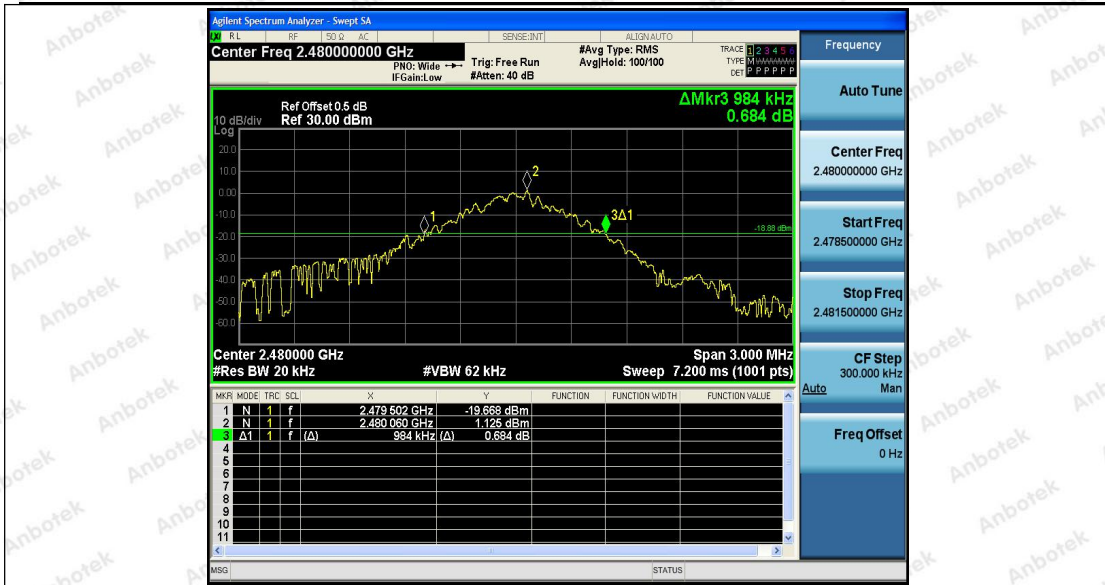 Agilent Spectrum Analyzer - Swept SA
RL RF 50 Ω AC SENSE:INT ALIGN AUTO
Center Freq 2.480000000 GHz
PNO: Wide
IFGain:Low
Trig: Free Run
#Atten: 40 dB
#Avg Type: RMS
Avg|Hold: 100/100
TRACE 1 2 3 4 5 6
TYPE M
DET P P P P P P
Ref Offset 0.5 dB
Ref 30.00 dBm
ΔMkr3 984 kHz
0.684 dB
10 dB/div
Log
20.0
10.0
0.00
-10.0
-20.0
-30.0
-40.0
-50.0
-60.0
1
2
3Δ1
-18.88 dBm
Center 2.480000 GHz
Span 3.000 MHz
#Res BW 20 kHz
#VBW 62 kHz
Sweep 7.200 ms (1001 pts)
MKR MODE TRC SCL X Y FUNCTION FUNCTION WIDTH FUNCTION VALUE
1 N 1 f 2.479 502 GHz -19.668 dBm
2 N 1 f 2.480 060 GHz 1.125 dBm
3 Δ1 1 f (Δ) 984 kHz (Δ) 0.684 dB
4
5
6
7
8
9
10
11
MSG
STATUS
Frequency
Auto Tune
Center Freq
2.480000000 GHz
Start Freq
2.478500000 GHz
Stop Freq
2.481500000 GHz
CF Step
300.000 kHz
Auto Man
Freq Offset
0 Hz
Anbotek